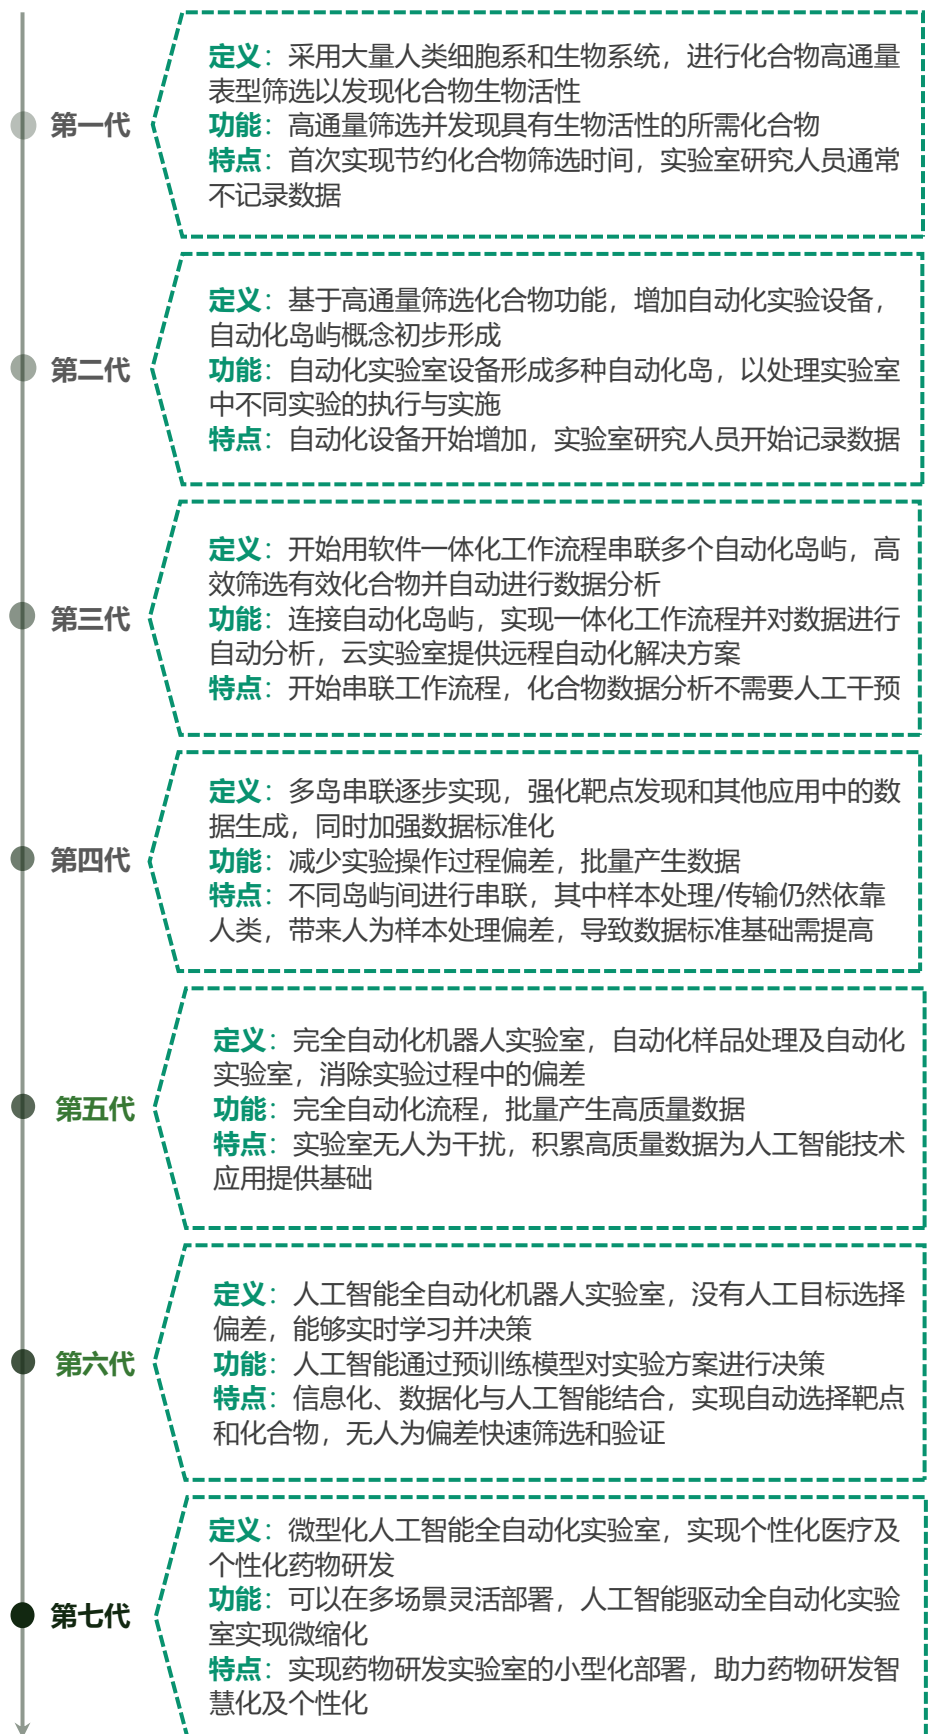 第一代
定义：采用大量人类细胞系和生物系统，进行化合物高通量
表型筛选以发现化合物生物活性
功能：高通量筛选并发现具有生物活性的所需化合物
特点：首次实现节约化合物筛选时间，实验室研究人员通常
不记录数据
第二代
定义：基于高通量筛选化合物功能，增加自动化实验设备，
自动化岛屿概念初步形成
功能：自动化实验室设备形成多种自动化岛，以处理实验室
中不同实验的执行与实施
特点：自动化设备开始增加，实验室研究人员开始记录数据
第三代
定义：开始用软件一体化工作流程串联多个自动化岛屿，高
效筛选有效化合物并自动进行数据分析
功能：连接自动化岛屿，实现一体化工作流程并对数据进行
自动分析，云实验室提供远程自动化解决方案
特点：开始串联工作流程，化合物数据分析不需要人工干预
第四代
定义：多岛串联逐步实现，强化靶点发现和其他应用中的数
据生成，同时加强数据标准化
功能：减少实验操作过程偏差，批量产生数据
特点：不同岛屿间进行串联，其中样本处理/传输仍然依靠
人类，带来人为样本处理偏差，导致数据标准基础需提高
第五代
定义：完全自动化机器人实验室，自动化样品处理及自动化
实验室，消除实验过程中的偏差
功能：完全自动化流程，批量产生高质量数据
特点：实验室无人为干扰，积累高质量数据为人工智能技术
应用提供基础
第六代
定义：人工智能全自动化机器人实验室，没有人工目标选择
偏差，能够实时学习并决策
功能：人工智能通过预训练模型对实验方案进行决策
特点：信息化、数据化与人工智能结合，实现自动选择靶点
和化合物，无人为偏差快速筛选和验证
第七代
定义：微型化人工智能全自动化实验室，实现个性化医疗及
个性化药物研发
功能：可以在多场景灵活部署，人工智能驱动全自动化实验
室实现微缩化
特点：实现药物研发实验室的小型化部署，助力药物研发智
慧化及个性化